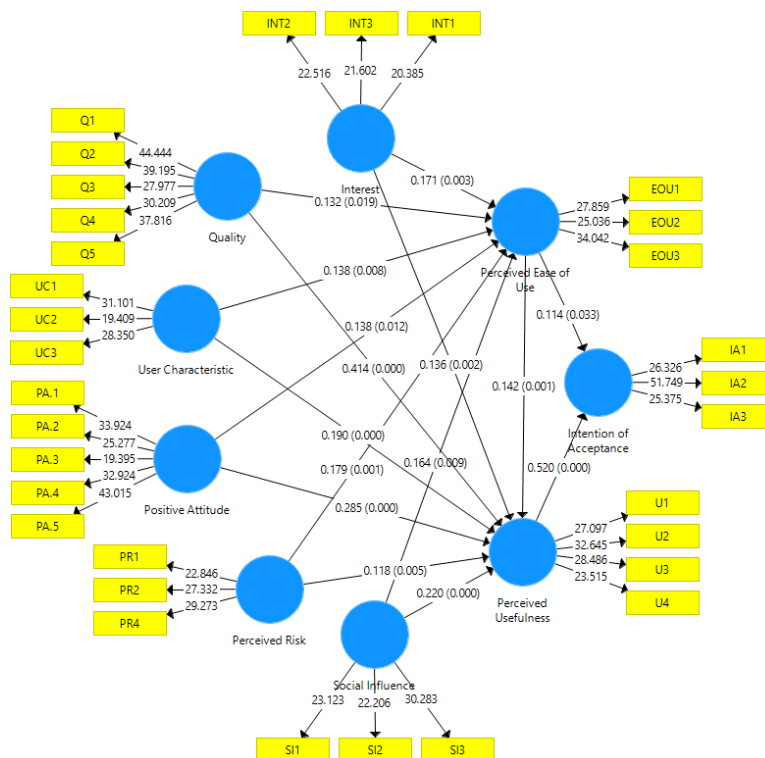 INT2 INT3 INT1
22.516 21.602 20.385
Q1
Q2
Q3
Q4
Q5
44.444
39.195
27.977
30.209
37.816
Quality
Interest
0.171 (0.003)
0.132 (0.019)
EOU1
EOU2
EOU3
27.859
25.036
34.042
Perceived Ease of
Use
UC1
UC2
UC3
31.101
19.409
28.350
User Characteristic
0.138 (0.008)
0.138 (0.012)
0.414 (0.000)
0.136 (0.002)
0.114 (0.033)
0.142 (0.001)
IA1
IA2
IA3
26.326
51.749
25.375
Intention of
Acceptance
PA.1
PA.2
PA.3
PA.4
PA.5
33.924
25.277
19.395
32.924
43.015
Positive Attitude
0.190 (0.000)
0.179 (0.001)
0.164 (0.009)
0.285 (0.000)
0.520 (0.000)
U1
U2
U3
U4
27.097
32.645
28.486
23.515
Perceived
Usefulness
PR1
PR2
PR4
22.846
27.332
29.273
Perceived Risk
0.118 (0.005)
0.220 (0.000)
Social Influence
23.123 22.206 30.283
SI1 SI2 SI3